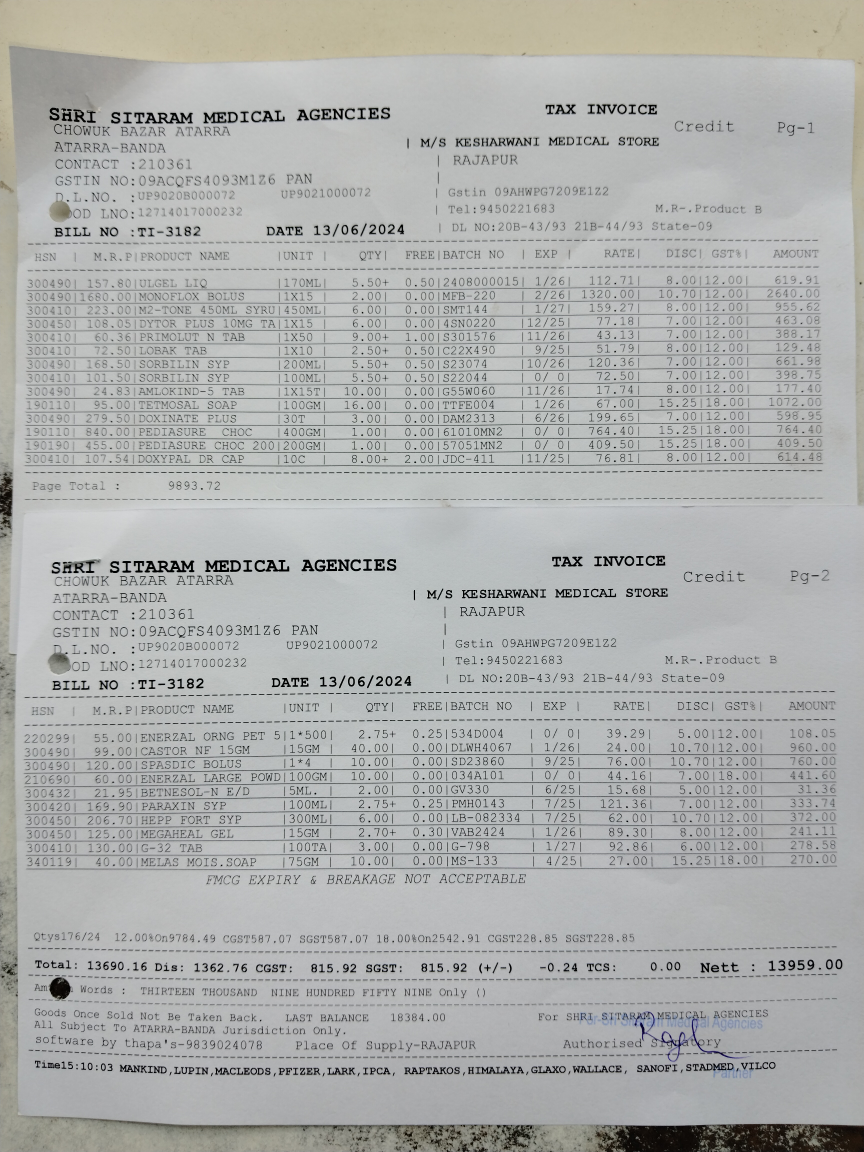 SHRI SITARAM MEDICAL AGENCIES TAX INVOICE
CHOWUK BAZAR ATARRA Credit Pg-1
ATARRA-BANDA | M/S KESHARWANI MEDICAL STORE
CONTACT :210361 | RAJAPUR
GSTIN NO:09ACQFS4093M1Z6 PAN |
D.L.NO. :UP9020B000072 UP9021000072 | Gstin 09AHWPG7209E1Z2
OOD LNO:12714017000232 | Tel:9450221683 M.R-.Product B
BILL NO :TI-3182 DATE 13/06/2024 | DL NO:20B-43/93 21B-44/93 State-09
HSN | M.R.P|PRODUCT NAME |UNIT | QTY| FREE|BATCH NO | EXP | RATE| DISC| GST%| AMOUNT
300490| 157.80|ULGEL LIQ |170ML| 5.50+ 0.50|2408000015| 1/26| 112.71| 8.00|12.00| 619.91
300490|1680.00|MONOFLOX BOLUS |1X15 | 2.00| 0.00|MFB-220 | 2/26| 1320.00| 10.70|12.00| 2640.00
300410| 223.00|M2-TONE 450ML SYRU|450ML| 6.00| 0.00|SMT144 | 1/27| 159.27| 8.00|12.00| 955.62
300450| 108.05|DYTOR PLUS 10MG TA|1X15 | 6.00| 0.00|4SN0220 |12/25| 77.18| 7.00|12.00| 463.08
300410| 60.36|PRIMOLUT N TAB |1X50 | 9.00+ 1.00|S301576 |11/26| 43.13| 7.00|12.00| 388.17
300410| 72.50|LOBAK TAB |1X10 | 2.50+ 0.50|C22X490 | 9/25| 51.79| 8.00|12.00| 129.48
300490| 168.50|SORBILIN SYP |200ML| 5.50+ 0.50|S23074 |10/26| 120.36| 7.00|12.00| 661.98
300410| 101.50|SORBILIN SYP |100ML| 5.50+ 0.50|S22044 | 0/ 0| 72.50| 7.00|12.00| 398.75
300490| 24.83|AMLOKIND-5 TAB |1X15T| 10.00| 0.00|G55W060 |11/26| 17.74| 8.00|12.00| 177.40
190110| 95.00|TETMOSAL SOAP |100GM| 16.00| 0.00|TTFE004 | 1/26| 67.00| 15.25|18.00| 1072.00
300490| 279.50|DOXINATE PLUS |30T | 3.00| 0.00|DAM2313 | 6/26| 199.65| 7.00|12.00| 598.95
190110| 840.00|PEDIASURE CHOC |400GM| 1.00| 0.00|61010MN2 | 0/ 0| 764.40| 15.25|18.00| 764.40
190190| 455.00|PEDIASURE CHOC 200|200GM| 1.00| 0.00|57051MN2 | 0/ 0| 409.50| 15.25|18.00| 409.50
300410| 107.54|DOXYPAL DR CAP |10C | 8.00+ 2.00|JDC-411 |11/25| 76.81| 8.00|12.00| 614.48
Page Total : 9893.72
SHRI SITARAM MEDICAL AGENCIES TAX INVOICE
CHOWUK BAZAR ATARRA Credit Pg-2
ATARRA-BANDA | M/S KESHARWANI MEDICAL STORE
CONTACT :210361 | RAJAPUR
GSTIN NO:09ACQFS4093M1Z6 PAN |
D.L.NO. :UP9020B000072 UP9021000072 | Gstin 09AHWPG7209E1Z2
OOD LNO:12714017000232 | Tel:9450221683 M.R-.Product B
BILL NO :TI-3182 DATE 13/06/2024 | DL NO:20B-43/93 21B-44/93 State-09
HSN | M.R.P|PRODUCT NAME |UNIT | QTY| FREE|BATCH NO | EXP | RATE| DISC| GST%| AMOUNT
220299| 55.00|ENERZAL ORNG PET 5|1*500| 2.75+ 0.25|534D004 | 0/ 0| 39.29| 5.00|12.00| 108.05
300490| 99.00|CASTOR NF 15GM |15GM | 40.00| 0.00|DLWH4067 | 1/26| 24.00| 10.70|12.00| 960.00
300490| 120.00|SPASDIC BOLUS |1*4 | 10.00| 0.00|SD23860 | 9/25| 76.00| 10.70|12.00| 760.00
210690| 60.00|ENERZAL LARGE POWD|100GM| 10.00| 0.00|034A101 | 0/ 0| 44.16| 7.00|18.00| 441.60
300432| 21.95|BETNESOL-N E/D |5ML. | 2.00| 0.00|GV330 | 6/25| 15.68| 5.00|12.00| 31.36
300420| 169.90|PARAXIN SYP |100ML| 2.75+ 0.25|PMH0143 | 7/25| 121.36| 7.00|12.00| 333.74
300450| 206.70|HEPP FORT SYP |300ML| 6.00| 0.00|LB-082334 | 7/25| 62.00| 10.70|12.00| 372.00
300450| 125.00|MEGAHEAL GEL |15GM | 2.70+ 0.30|VAB2424 | 1/26| 89.30| 8.00|12.00| 241.11
300410| 130.00|G-32 TAB |100TA| 3.00| 0.00|G-798 | 1/27| 92.86| 6.00|12.00| 278.58
340119| 40.00|MELAS MOIS.SOAP |75GM | 10.00| 0.00|MS-133 | 4/25| 27.00| 15.25|18.00| 270.00
FMCG EXPIRY & BREAKAGE NOT ACCEPTABLE
Qtys176/24 12.00%On9784.49 CGST587.07 SGST587.07 18.00%On2542.91 CGST228.85 SGST228.85
Total: 13690.16 Dis: 1362.76 CGST: 815.92 SGST: 815.92 (+/-) -0.24 TCS: 0.00 Nett : 13959.00
Am n Words : THIRTEEN THOUSAND NINE HUNDRED FIFTY NINE Only ()
Goods Once Sold Not Be Taken Back. LAST BALANCE 18384.00 For SHRI SITARAM MEDICAL AGENCIES
All Subject To ATARRA-BANDA Jurisdiction Only. Medical Agencies
software by thapa's-9839024078 Place Of Supply-RAJAPUR Authorised Signatory
Partner
Time15:10:03 MANKIND,LUPIN,MACLEODS,PFIZER,LARK,IPCA, RAPTAKOS,HIMALAYA,GLAXO,WALLACE, SANOFI,STADMED,VILCO